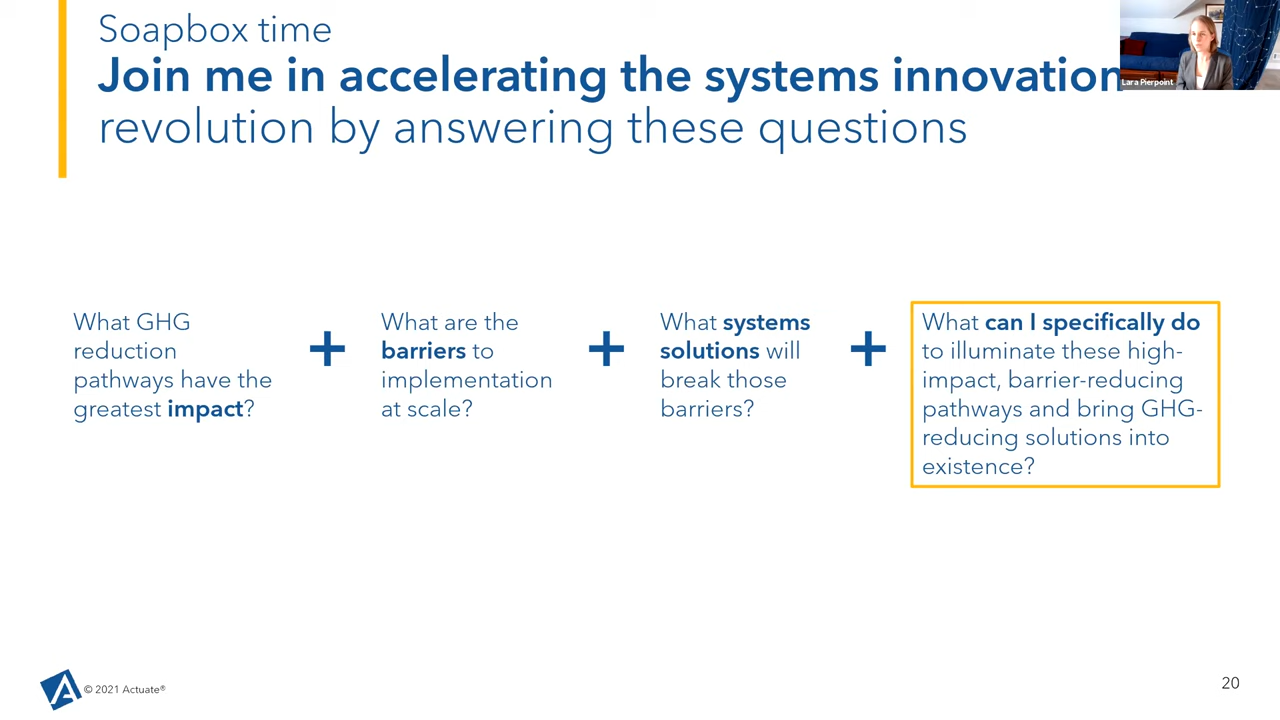 Soapbox time
Join me in accelerating the systems innovation
revolution by answering these questions
Lara Pierpoint
What GHG
reduction
pathways have the
greatest impact?
+
What are the
barriers to
implementation
at scale?
+
What systems
solutions will
break those
barriers?
+
What can I specifically do
to illuminate these high-
impact, barrier-reducing
pathways and bring GHG-
reducing solutions into
existence?
© 2021 Actuate®
20